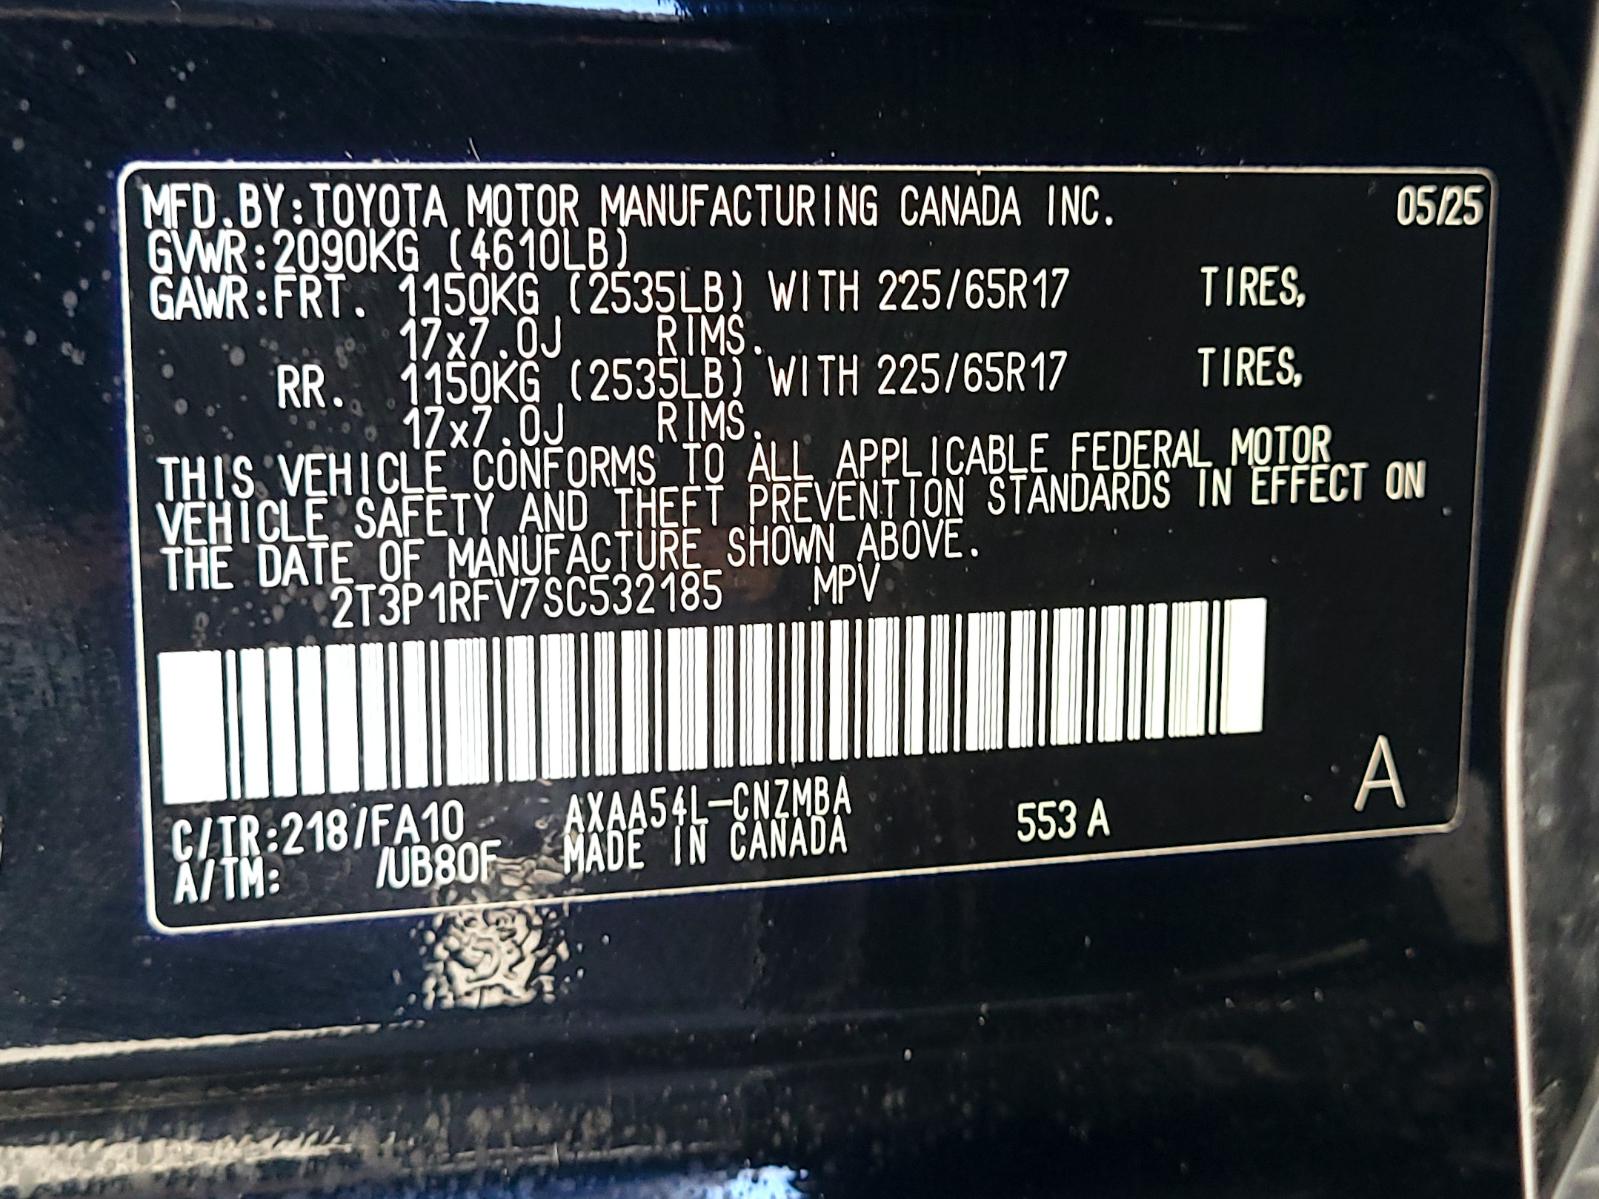 MFD.BY:TOYOTA MOTOR MANUFACTURING CANADA INC. 05/25
GVWR:2090KG (4610LB)
GAWR:FRT. 1150KG (2535LB) WITH 225/65R17 TIRES,
17x7.0J RIMS.
RR. 1150KG (2535LB) WITH 225/65R17 TIRES,
17x7.0J RIMS.
THIS VEHICLE CONFORMS TO ALL APPLICABLE FEDERAL MOTOR
VEHICLE SAFETY AND THEFT PREVENTION STANDARDS IN EFFECT ON
THE DATE OF MANUFACTURE SHOWN ABOVE.
2T3P1RFV7SC532185 MPV
A
C/TR:218/FA10 AXAA54L-CNZMBA
A/TM: /UB80F MADE IN CANADA 553 A